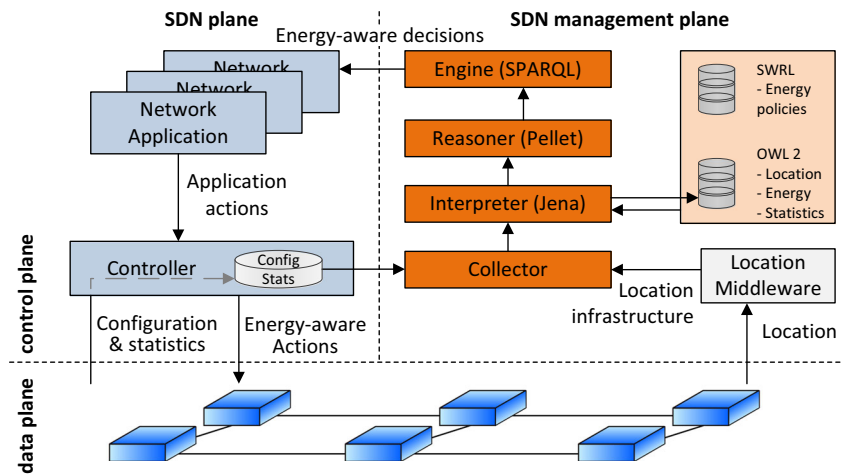 SDN plane
SDN management plane
Energy-aware decisions
Network
Network
Network
Application
Engine (SPARQL)
Reasoner (Pellet)
Interpreter (Jena)
SWRL
- Energy
policies
OWL 2
- Location
- Energy
- Statistics
Application
actions
control plane
Controller
Config
Stats
Collector
Location
Middleware
Location
infrastructure
Configuration
& statistics
Energy-aware
Actions
Location
data plane